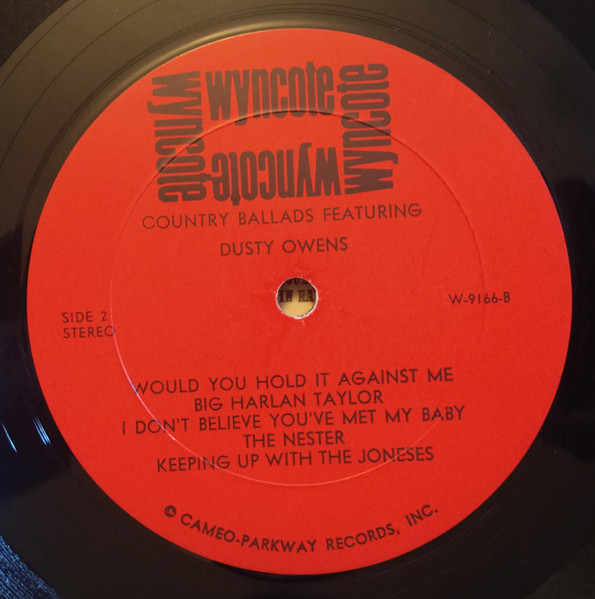 wyncote
wyncote
wyncote
wyncote
wyncote
COUNTRY BALLADS FEATURING
DUSTY OWENS
IN
SIDE 2
STEREO
W-9166-B
WOULD YOU HOLD IT AGAINST ME
BIG HARLAN TAYLOR
I DON'T BELIEVE YOU'VE MET MY BABY
THE NESTER
KEEPING UP WITH THE JONESES
© CAMEO-PARKWAY RECORDS, INC.